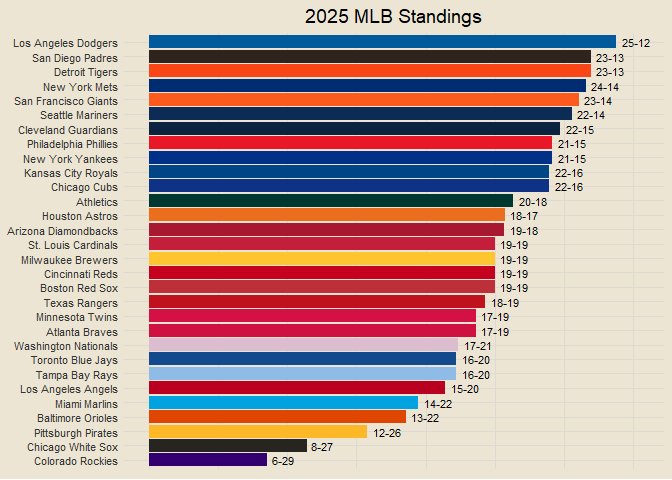 2025 MLB Standings
Los Angeles Dodgers 25-12
San Diego Padres 23-13
Detroit Tigers 23-13
New York Mets 24-14
San Francisco Giants 23-14
Seattle Mariners 22-14
Cleveland Guardians 22-15
Philadelphia Phillies 21-15
New York Yankees 21-15
Kansas City Royals 22-16
Chicago Cubs 22-16
Athletics 20-18
Houston Astros 18-17
Arizona Diamondbacks 19-18
St. Louis Cardinals 19-19
Milwaukee Brewers 19-19
Cincinnati Reds 19-19
Boston Red Sox 19-19
Texas Rangers 18-19
Minnesota Twins 17-19
Atlanta Braves 17-19
Washington Nationals 17-21
Toronto Blue Jays 16-20
Tampa Bay Rays 16-20
Los Angeles Angels 15-20
Miami Marlins 14-22
Baltimore Orioles 13-22
Pittsburgh Pirates 12-26
Chicago White Sox 8-27
Colorado Rockies 6-29